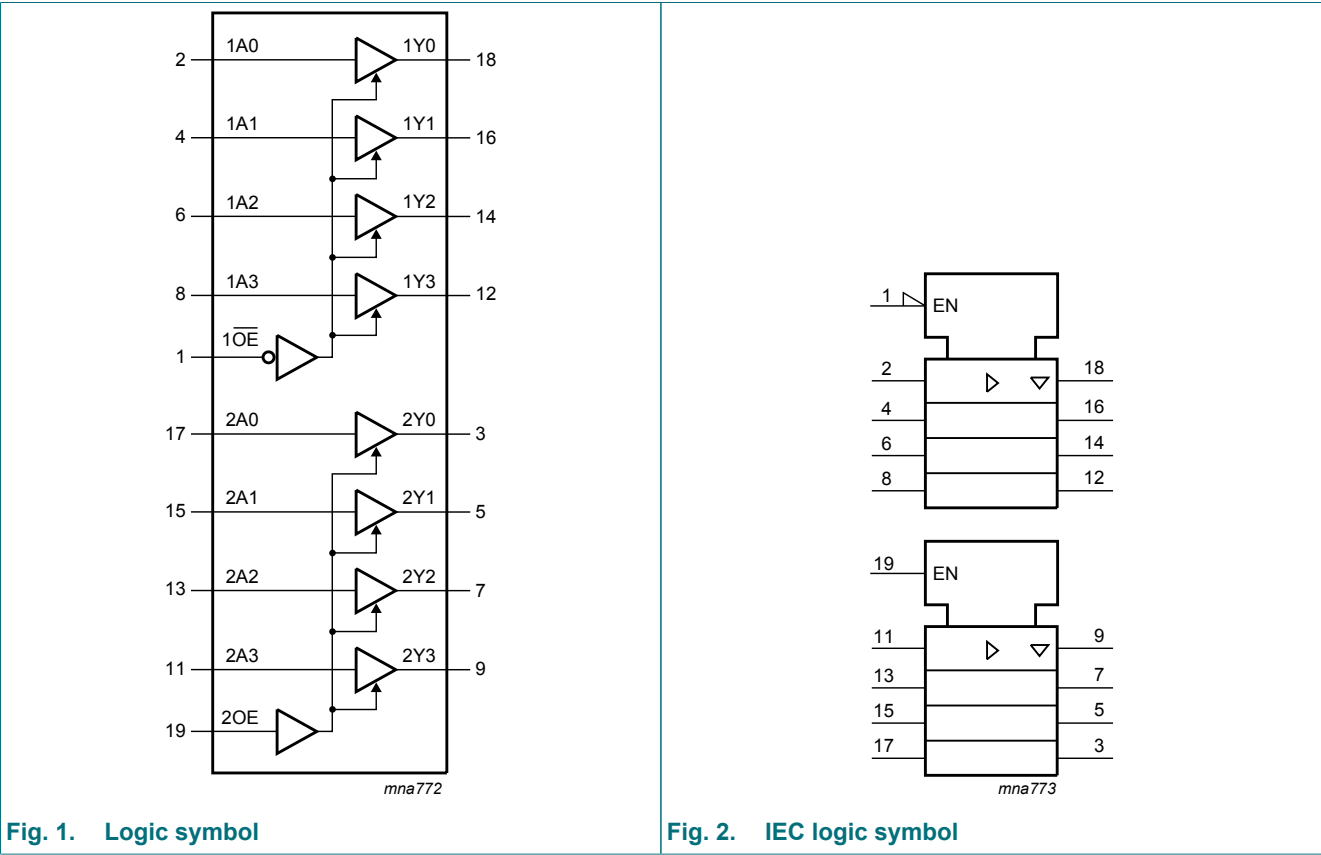 2 1A0 1Y0 18
4 1A1 1Y1 16
6 1A2 1Y2 14
8 1A3 1Y3 12
1 1O̅E̅
17 2A0 2Y0 3
15 2A1 2Y1 5
13 2A2 2Y2 7
11 2A3 2Y3 9
19 2OE
mna772
Fig. 1. Logic symbol
1 EN
2 18
4 16
6 14
8 12
19 EN
11 9
13 7
15 5
17 3
mna773
Fig. 2. IEC logic symbol